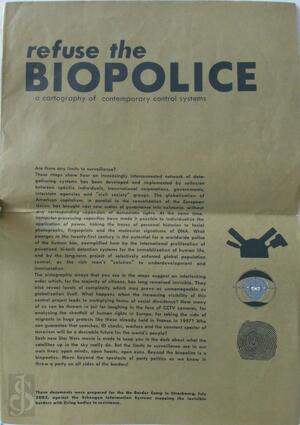 refuse the
BIOPOLICE
a cartography of contemporary control systems
Are there any limits to surveillance?
These maps show how an increasingly interconnected network of data-
gathering systems has been developed and implemented by collusion
between specific individuals, transnational corporations, governments,
interstate agencies and "civil society" groups. The globalization of
American capitalism, in parallel to the consolidation of the European
Union, has brought vast new scales of governance into existence, without
any corresponding expansion of democratic rights. At the same time,
computer-processing capacities have made it possible to individualize the
application of power, linking the traces of personal histories to facial
photographs, fingerprints and the molecular signatures of DNA. What
emerges in the twenty-first century is the potential for a worldwide police
of the human bios, exemplified here by the international proliferation of
privatized, hi-tech detention systems for the immobilization of human life,
and by the long-term project of selectively enforced global population
control, as the rich man's "solution" to underdevelopment and
immigration.
The pictographic arrays that you see in the maps suggest an interlocking
order which, for the majority of citizens, has long remained invisible. They
also reveal levels of complexity which may prove as unmanageable as
globalization itself. What happens when the increasing visibility of this
control project leads to multiplying forms of social dissidence? How many
of us can be thrown in jail for laughing in the face of CCTV cameras, for
analyzing the shortfall of human rights in Europe, for taking the side of
migrants in huge protests like those already held in France in 1997? Who
can guarantee that searches, ID checks, warfare and the constant specter of
terrorism will be a desirable future for the world's people?
Each new Star Wars movie is made to keep you in the dark about what the
satellites up in the sky really do. But the limits to surveillance are in our
own lives: open minds, open hearts, open eyes. Beyond the biopolice is a
biopoetics. Move beyond the spectacle of party politics as we know it:
throw a party on all sides of the borders!
These documents were prepared for the No Border Camp in Strasbourg, July
2002, against the Schengen Information System: mapping the invisible
borders with living bodies in resistance.